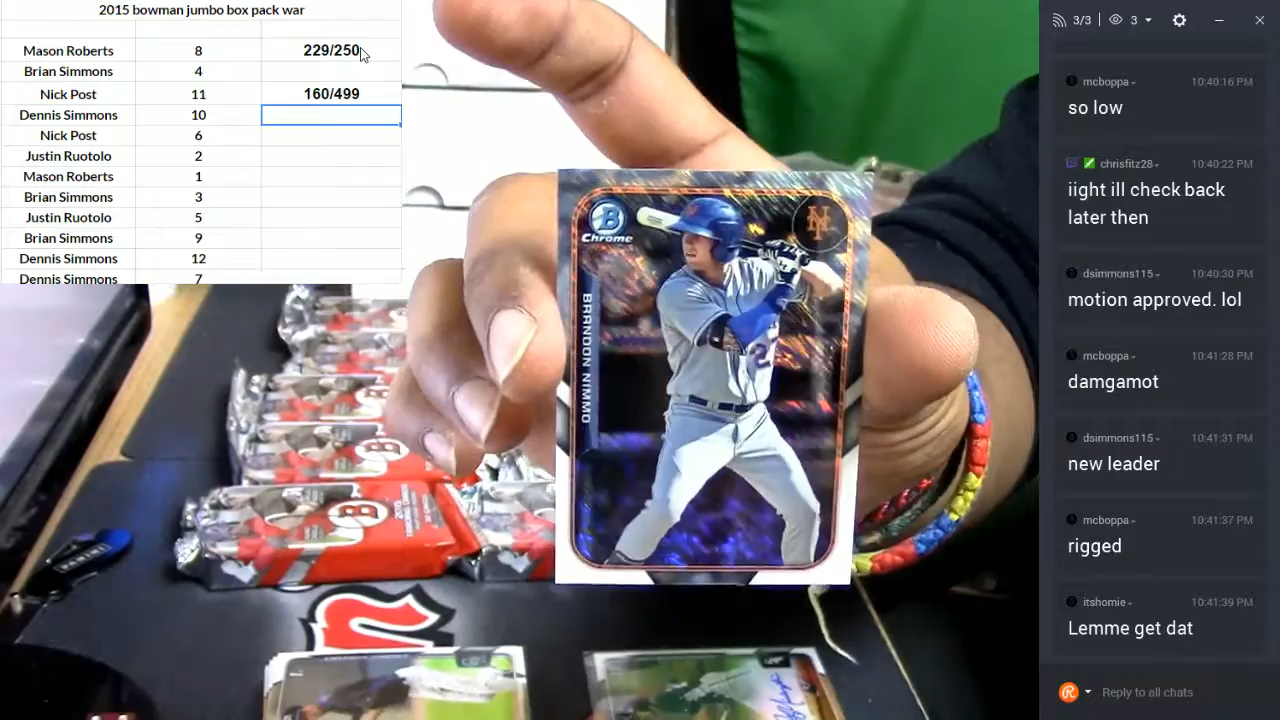 2015 bowman jumbo box pack war
Mason Roberts 8 229/250
Brian Simmons 4
Nick Post 11 160/499
Dennis Simmons 10
Nick Post 6
Justin Ruotolo 2
Mason Roberts 1
Brian Simmons 3
Justin Ruotolo 5
Brian Simmons 9
Dennis Simmons 12
Dennis Simmons 7
B
Chrome
BRANDON NIMMO
NY
B
2015
3/3 3
mcboppa 10:40:16 PM
so low
chrisfitz28 10:40:22 PM
iight ill check back
later then
dsimmons115 10:40:30 PM
motion approved. lol
mcboppa 10:41:28 PM
damgamot
dsimmons115 10:41:31 PM
new leader
mcboppa 10:41:37 PM
rigged
itshomie 10:41:39 PM
Lemme get dat
Reply to all chats